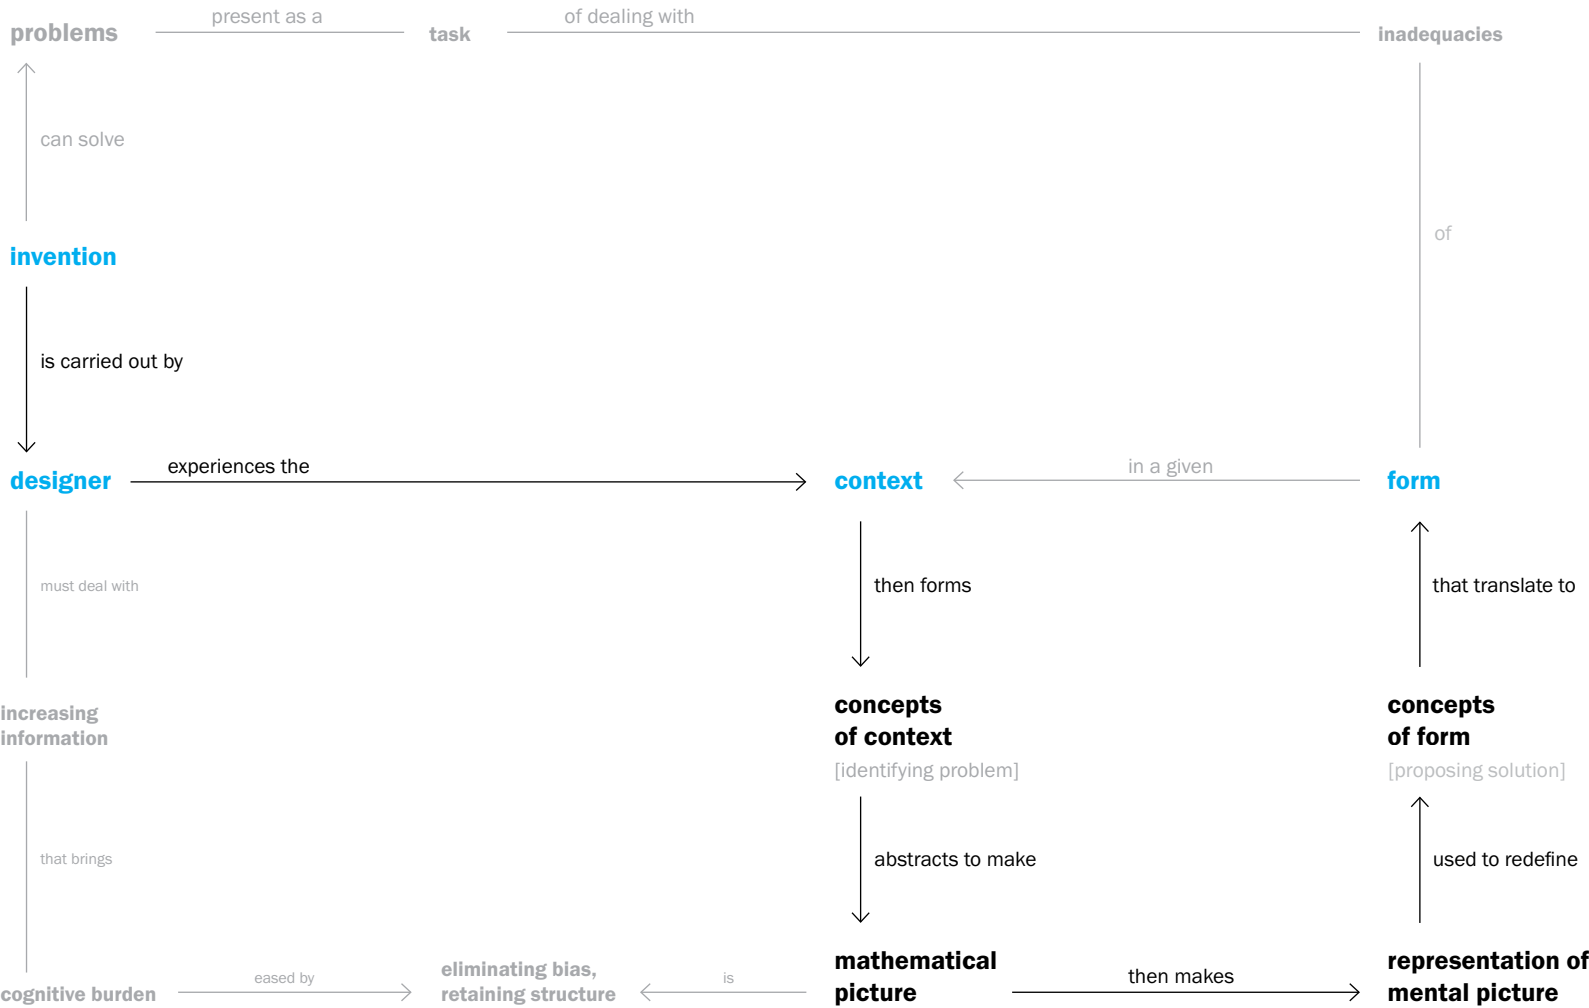 present as a
of dealing with
problems
task
inadequacies
can solve
of
invention
is carried out by
experiences the
in a given
designer
context
form
must deal with
then forms
that translate to
concepts
of context
concepts
of form
increasing
information
[identifying problem]
[proposing solution]
that brings
abstracts to make
used to redefine
eliminating bias,
retaining structure
mathematical
picture
representation of
mental picture
eased by
is
then makes
cognitive burden